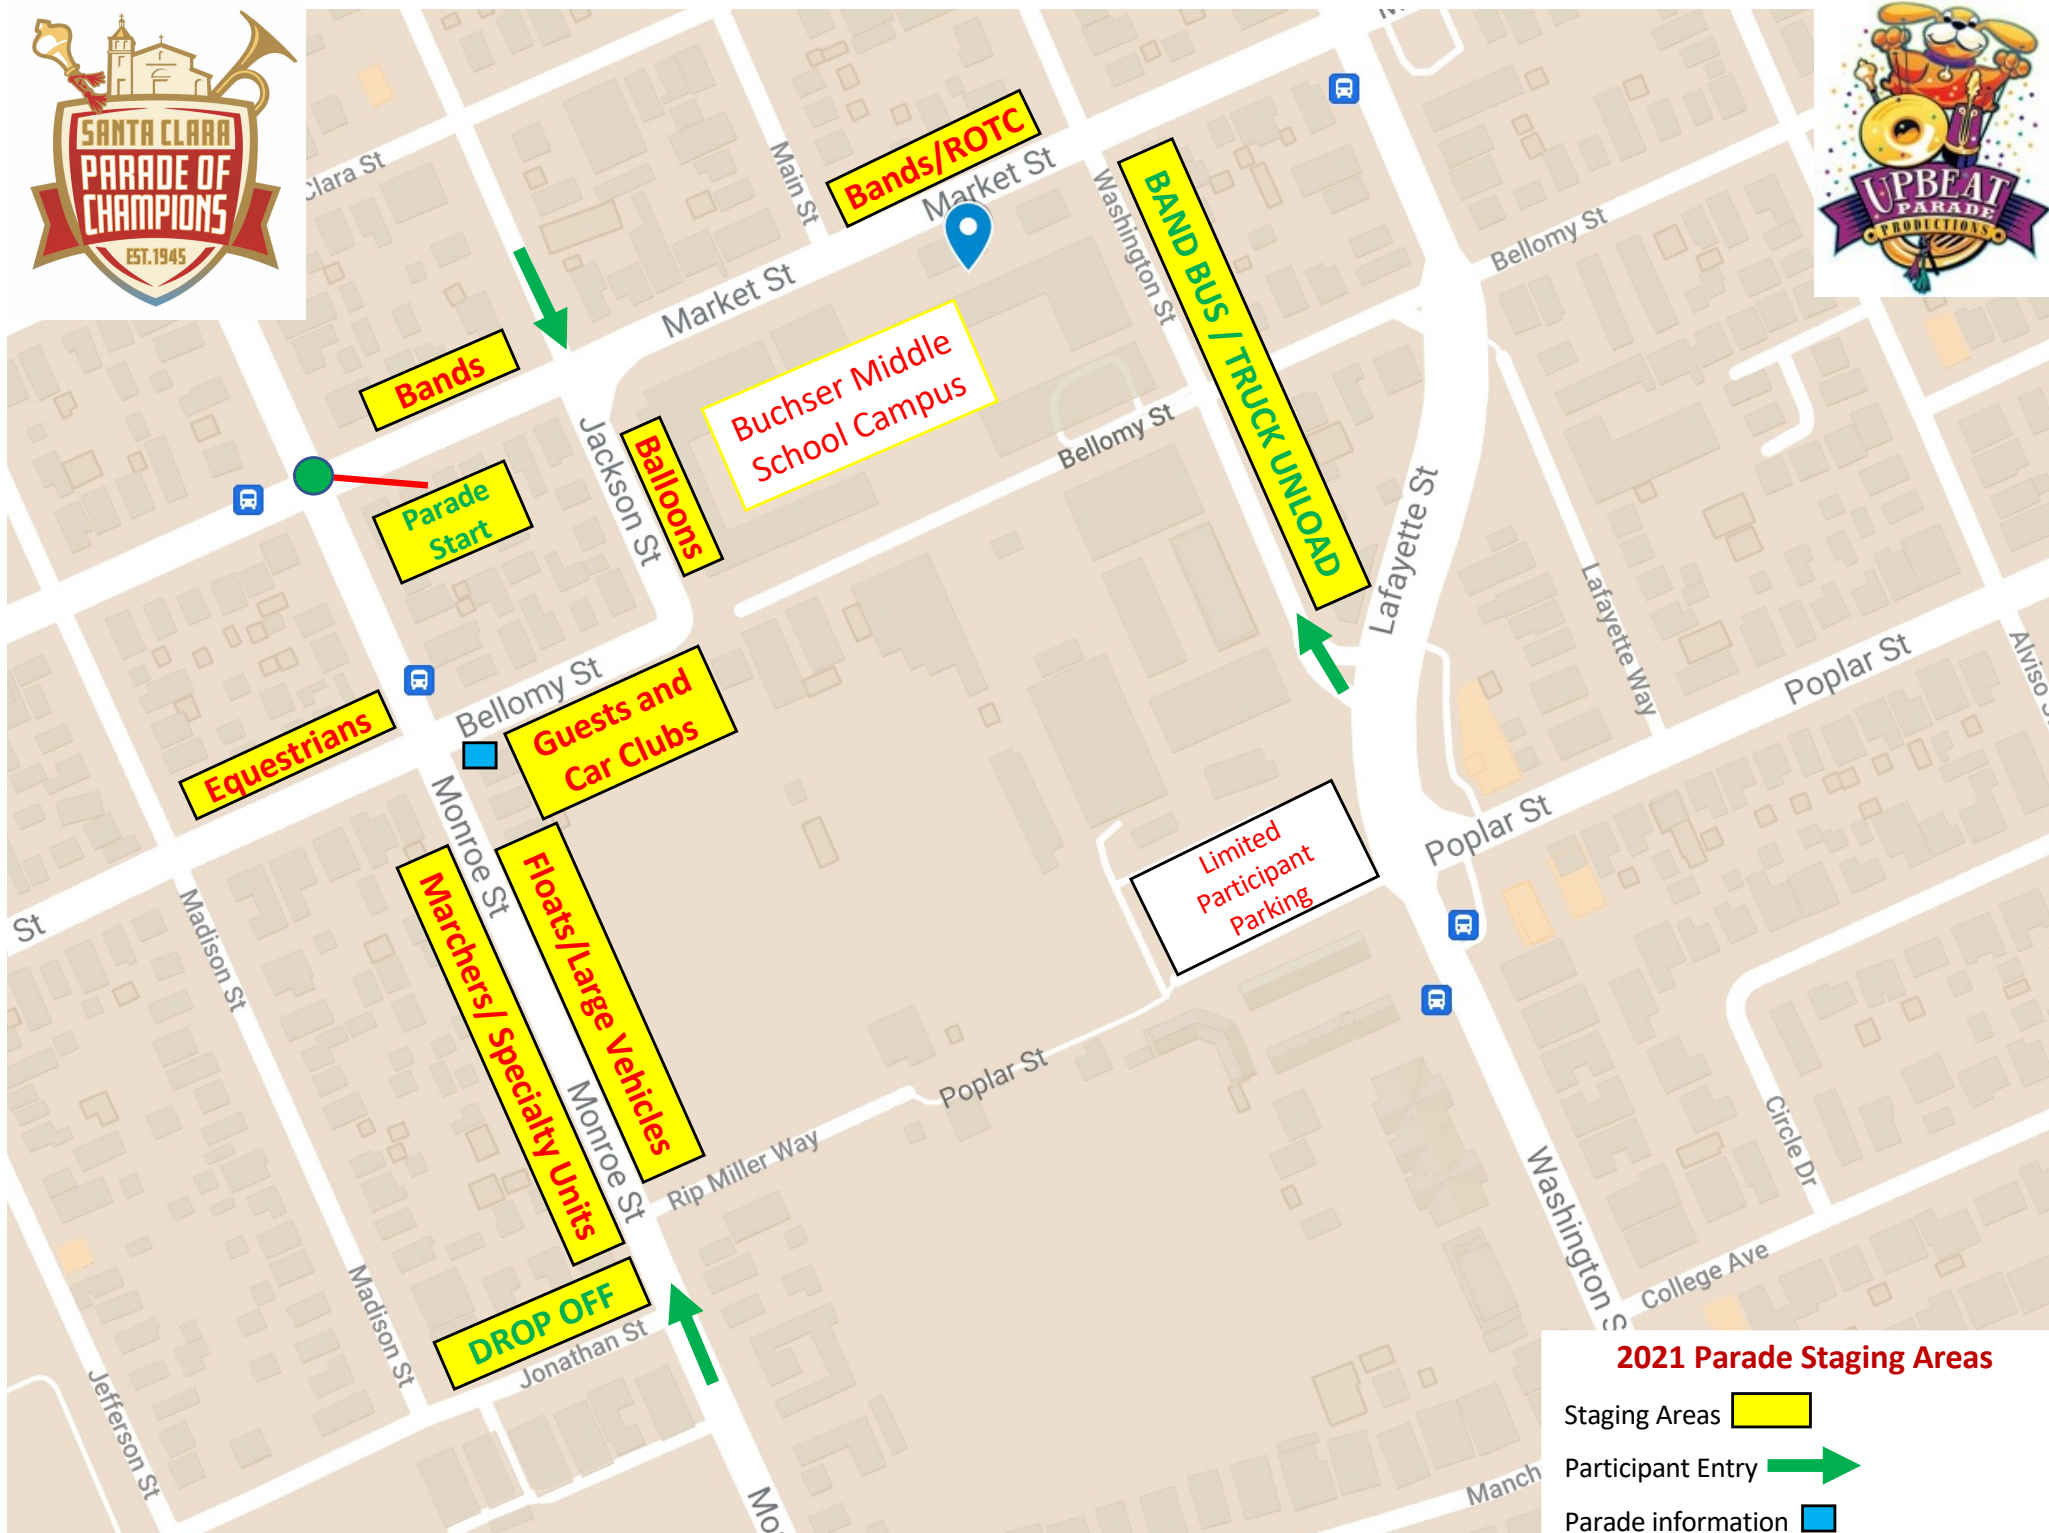 SANTA CLARA
PARADE OF
CHAMPIONS
EST.1945
UPBEAT
PARADE
PRODUCTIONS
Clara St
Main St
Bands/ROTC
Market St
Washington St
BAND BUS / TRUCK UNLOAD
Bellomy St
Market St
Bands
Buchser Middle
School Campus
Jackson St
Balloons
Bellomy St
Parade
Start
Lafayette St
Lafayette Way
Alviso
Poplar St
Bellomy St
Guests and
Car Clubs
Equestrians
Monroe St
Poplar St
Limited
Participant
Parking
St
Madison St
Marchers/ Specialty Units
Floats/Large Vehicles
Monroe St
Poplar St
Rip Miller Way
Circle Dr
Washington S
College Ave
DROP OFF
Jonathan St
Madison St
Jefferson St
Mo
Manch
2021 Parade Staging Areas
Staging Areas
Participant Entry
Parade information